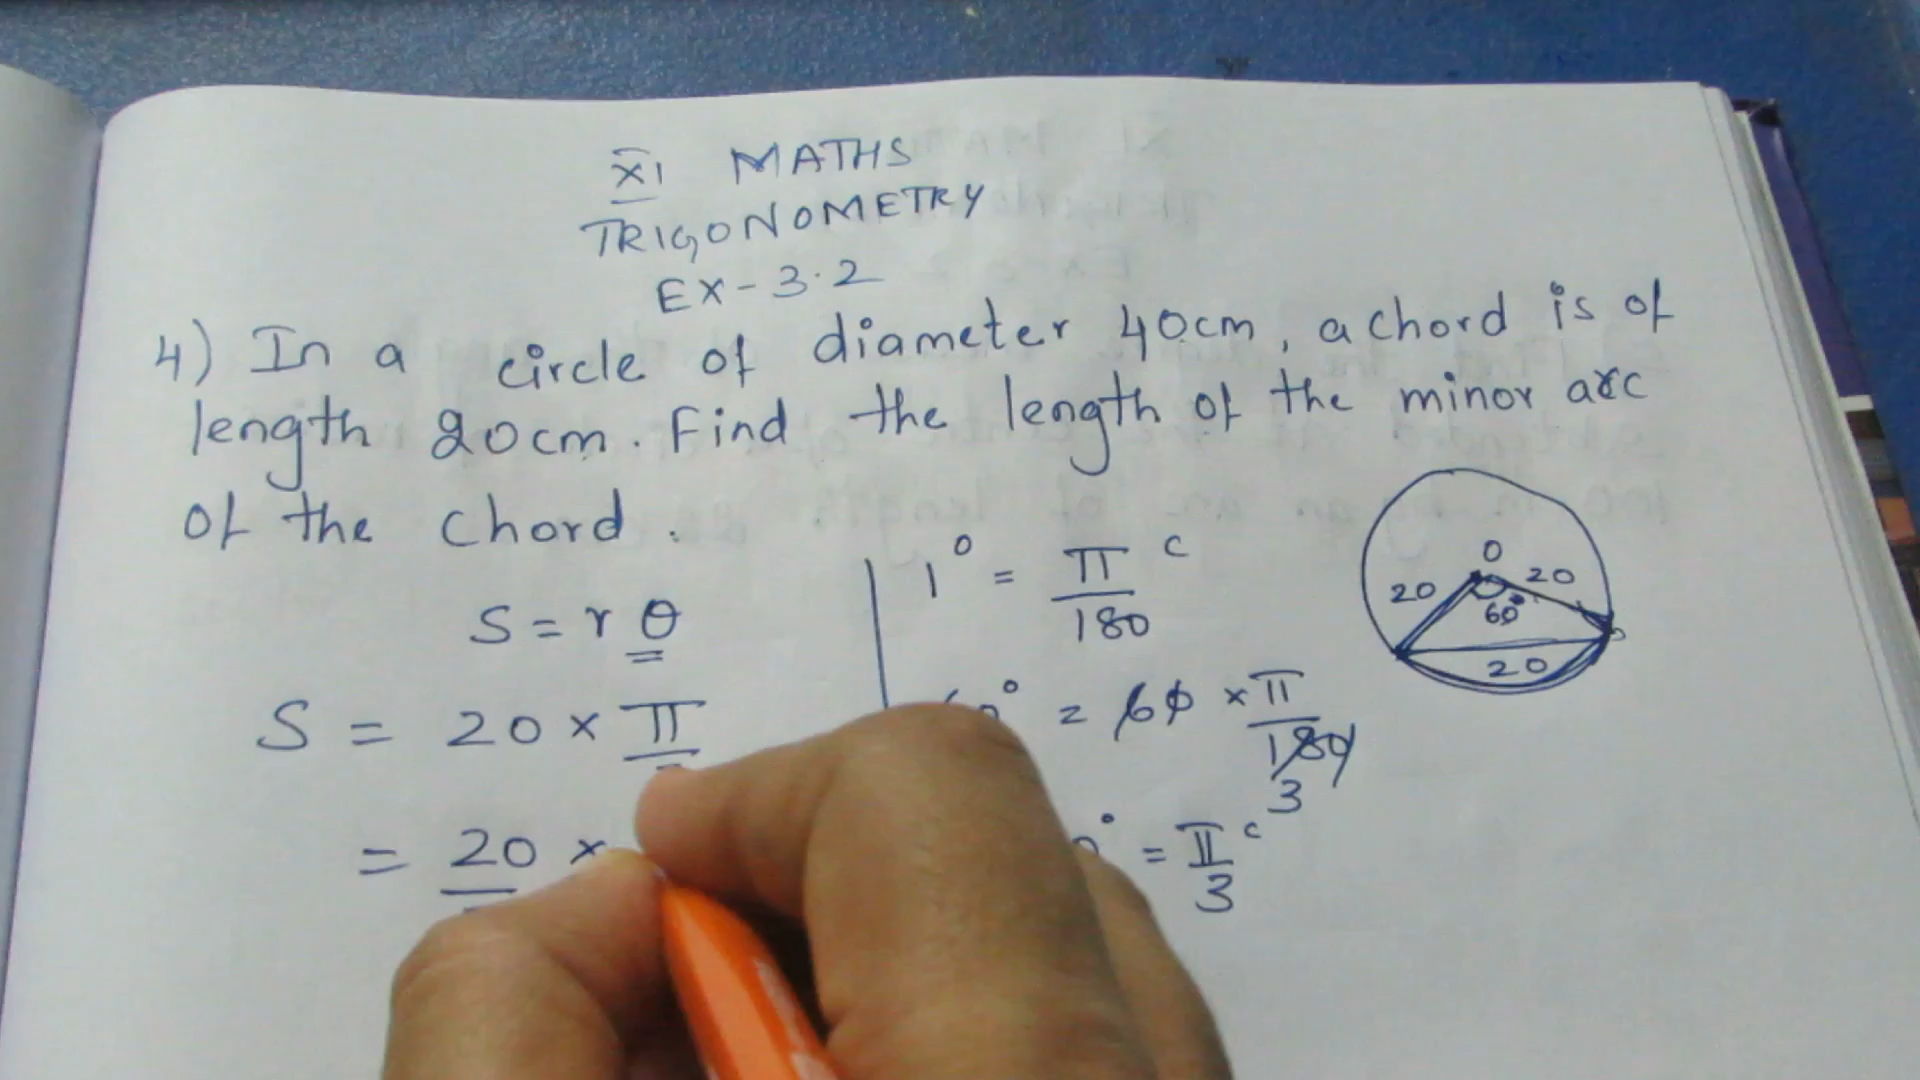 XI MATHS
TRIGONOMETRY
EX-3.2
4) In a circle of diameter 40cm, a chord is of
length 20cm. Find the length of the minor arc
of the chord.
S = r θ
S = 20 × π
= 20 ×
1° = π/180 c
0° = 60 × π/180
3
0° = π/3 c
O
20
20
60°
20